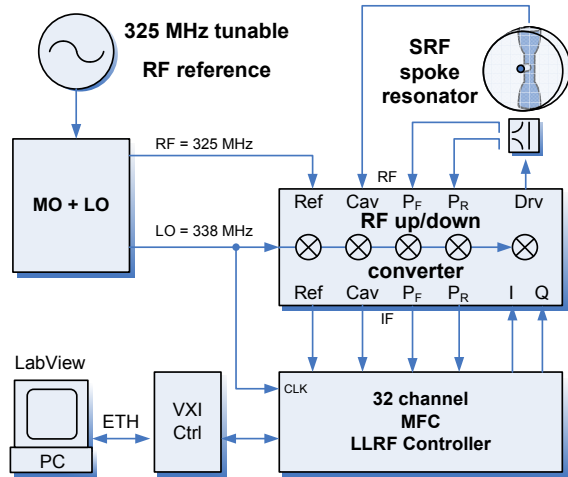 325 MHz tunable
RF reference
SRF
spoke
resonator
RF = 325 MHz
MO + LO
LO = 338 MHz
RF
Ref Cav PF PR Drv
RF up/down
converter
Ref Cav PF PR I Q
IF
LabView
PC
ETH
VXI
Ctrl
CLK
32 channel
MFC
LLRF Controller